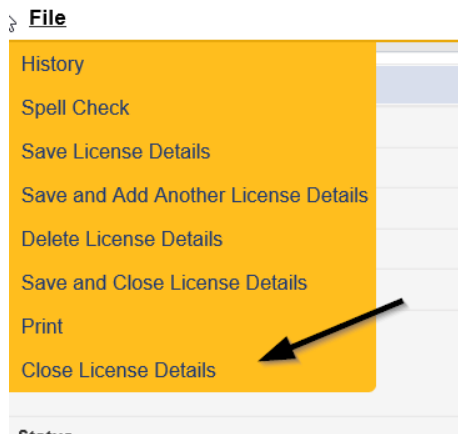 File
History
Spell Check
Save License Details
Save and Add Another License Details
Delete License Details
Save and Close License Details
Print
Close License Details